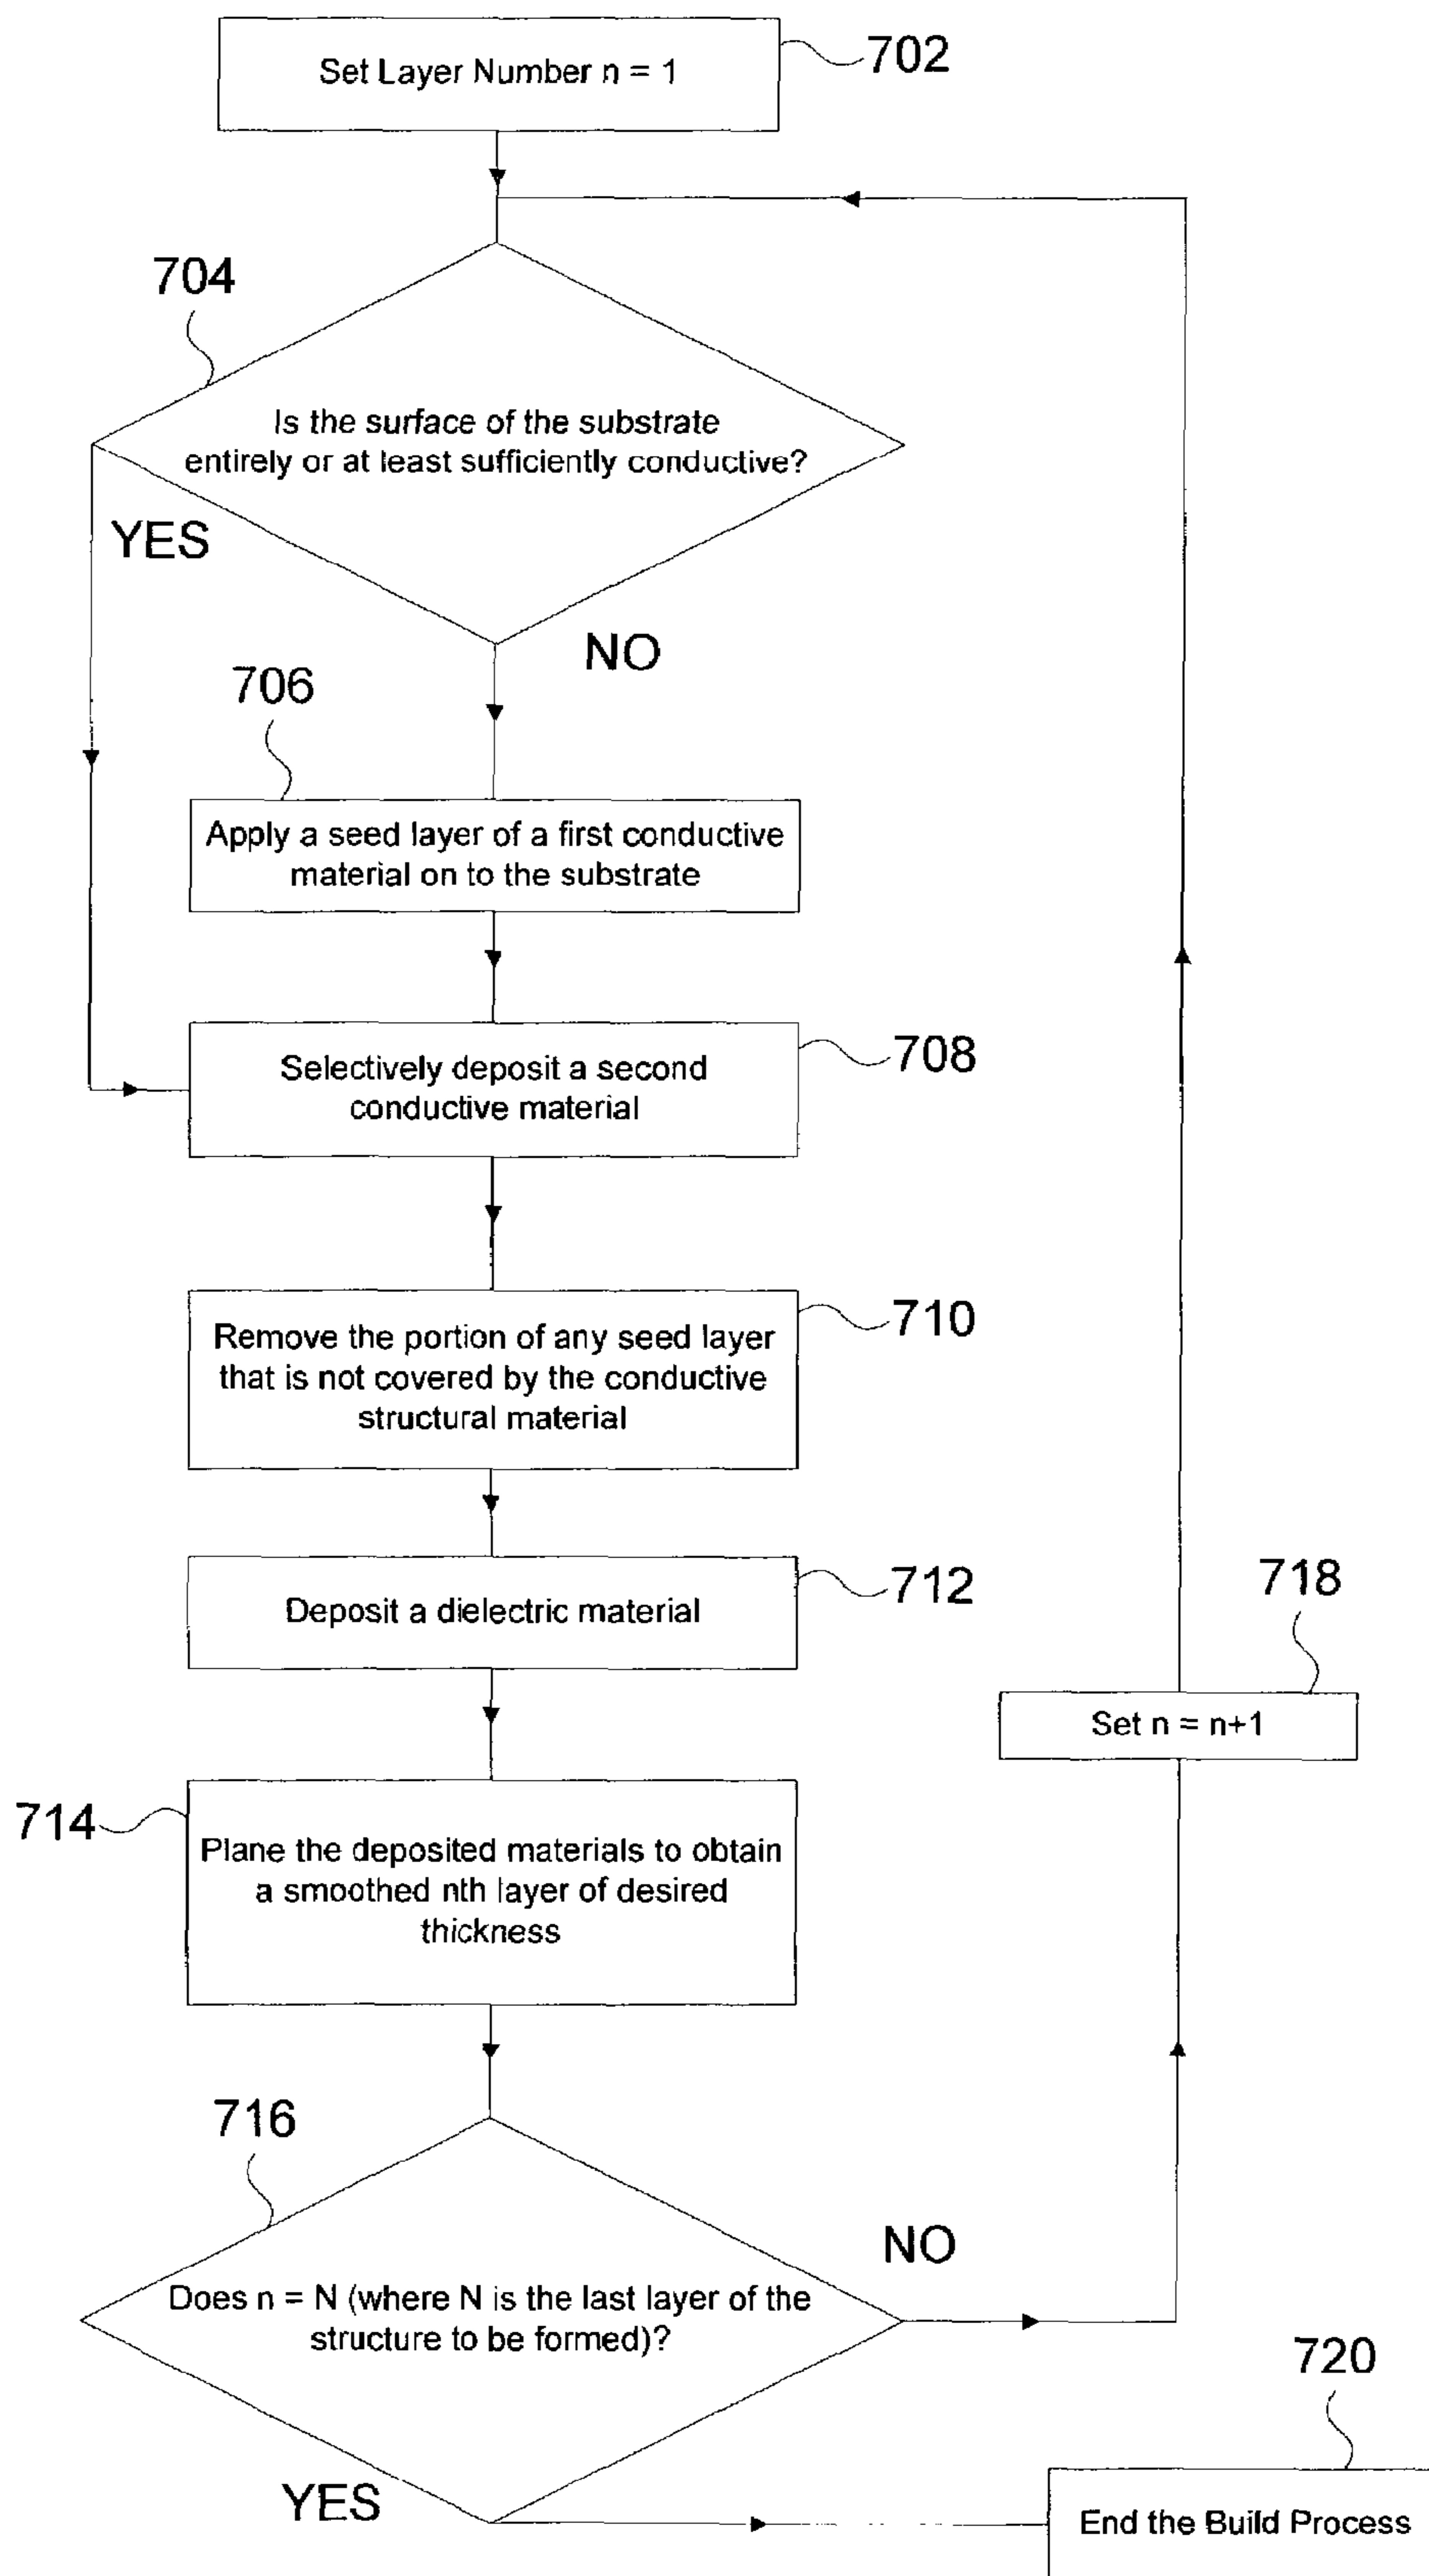 Set Layer Number n = 1
702
704
Is the surface of the substrate
entirely or at least sufficiently conductive?
YES
NO
706
Apply a seed layer of a first conductive
material on to the substrate
Selectively deposit a second
conductive material
708
Remove the portion of any seed layer
that is not covered by the conductive
structural material
710
Deposit a dielectric material
712
718
Set n = n+1
714
Plane the deposited materials to obtain
a smoothed nth layer of desired
thickness
716
Does n = N (where N is the last layer of the
structure to be formed)?
NO
YES
720
End the Build Process